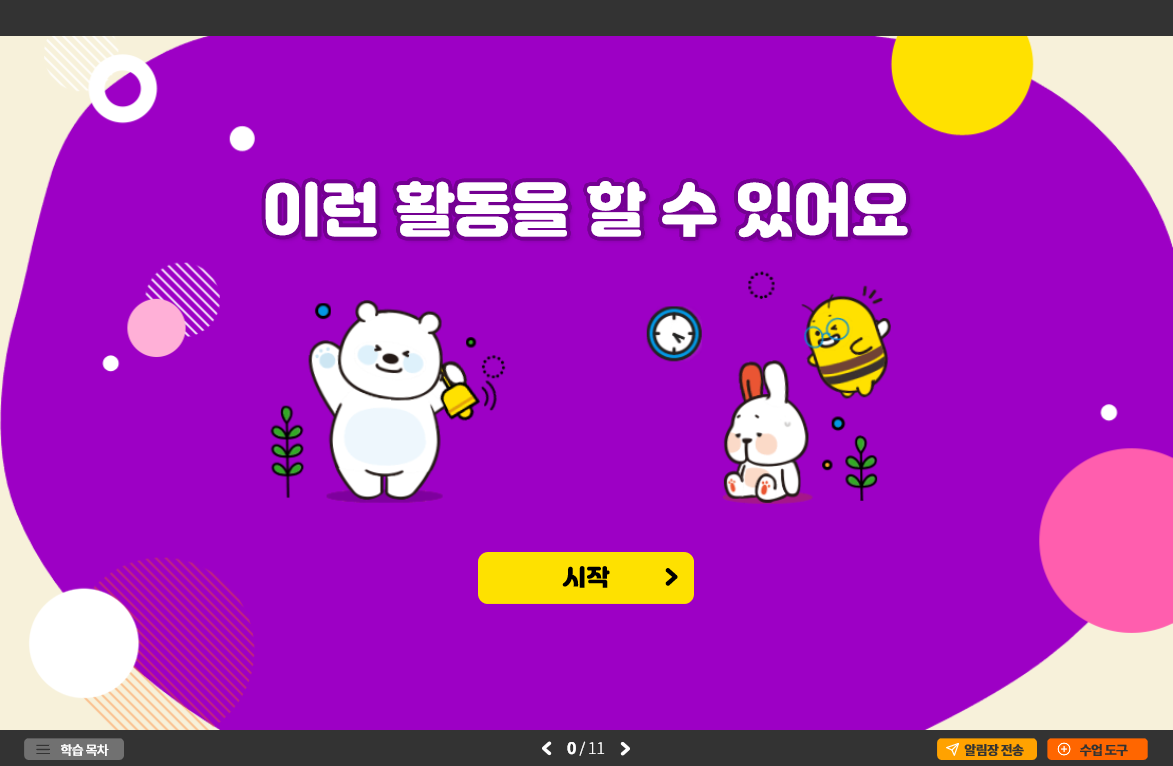 이런 활동을 할 수 있어요
시작
학습 목차
0 / 11
알림장 전송
수업 도구